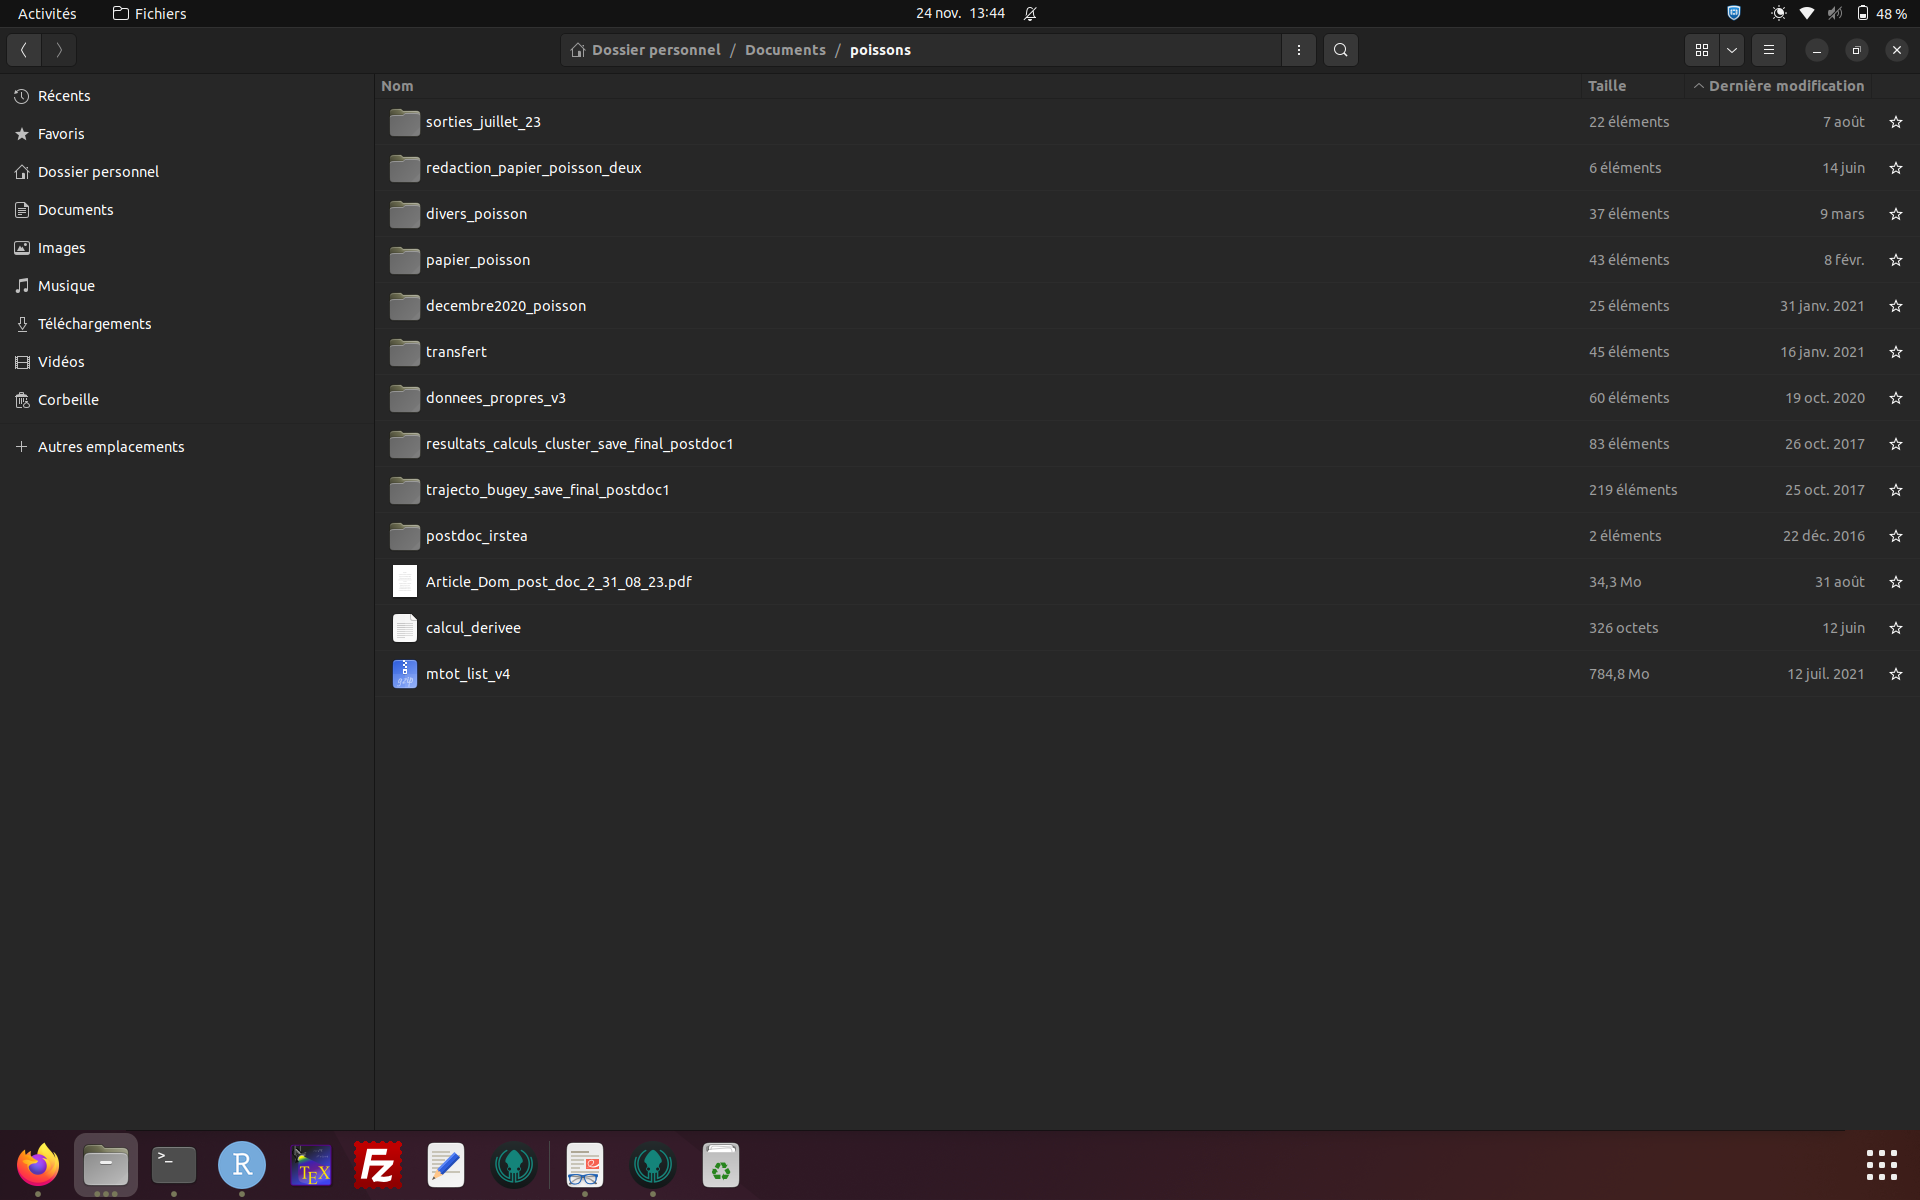 Activités Fichiers 24 nov. 13:44 48 %
Dossier personnel / Documents / poissons
Récents
Favoris
Dossier personnel
Documents
Images
Musique
Téléchargements
Vidéos
Corbeille
Autres emplacements
Nom Taille Dernière modification
sorties_juillet_23 22 éléments 7 août
redaction_papier_poisson_deux 6 éléments 14 juin
divers_poisson 37 éléments 9 mars
papier_poisson 43 éléments 8 févr.
decembre2020_poisson 25 éléments 31 janv. 2021
transfert 45 éléments 16 janv. 2021
donnees_propres_v3 60 éléments 19 oct. 2020
resultats_calculs_cluster_save_final_postdoc1 83 éléments 26 oct. 2017
trajecto_bugey_save_final_postdoc1 219 éléments 25 oct. 2017
postdoc_irstea 2 éléments 22 déc. 2016
Article_Dom_post_doc_2_31_08_23.pdf 34,3 Mo 31 août
calcul_derivee 326 octets 12 juin
mtot_list_v4 784,8 Mo 12 juil. 2021
>_ R TEX Fz